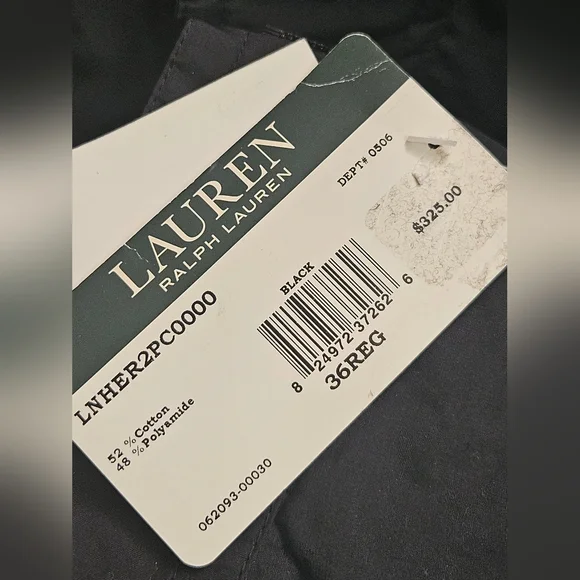 LAUREN
RALPH LAUREN
DEPT# 0506
$325.00
LNHER2PC0000
BLACK
8 24972 37262 6
36REG
52 %Cotton
48 %Polyamide
062093-00030